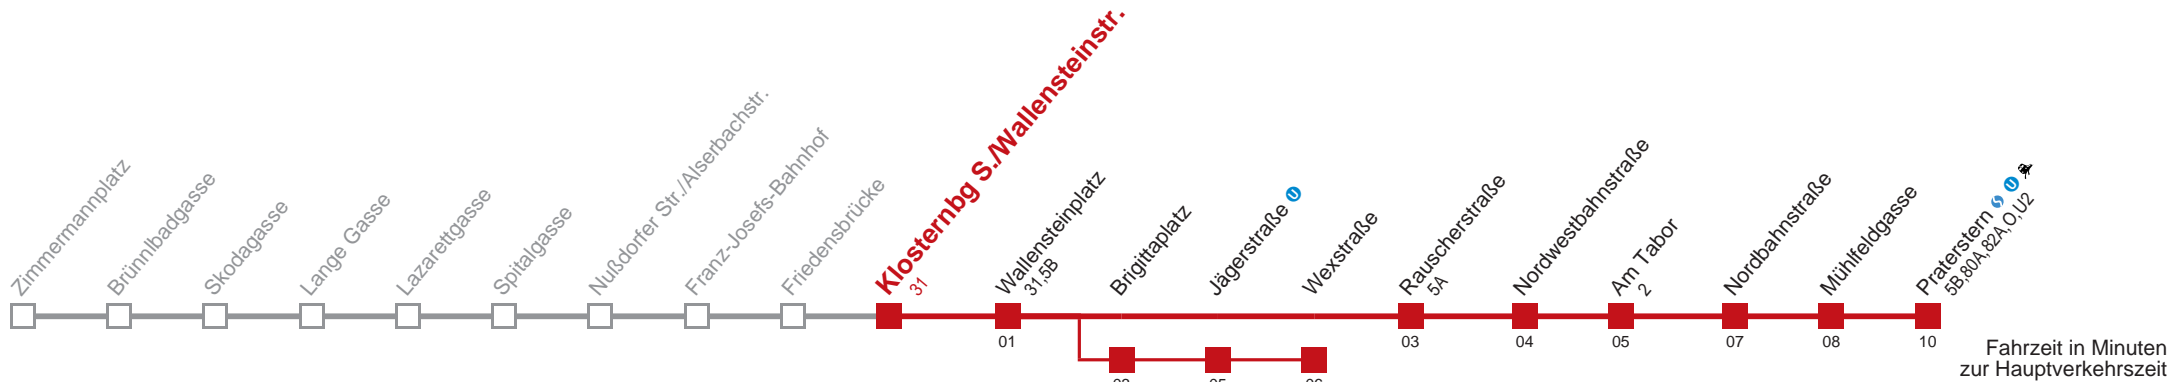 Zimmermannplatz
Brünnlbadgasse
Skodagasse
Lange Gasse
Lazarettgasse
Spitalgasse
Nußdorfer Str./Alserbachstr.
Franz-Josefs-Bahnhof
Friedensbrücke
Klosternbg S./Wallensteinstr.
31
Wallensteinplatz
31,5B
Brigittaplatz
Jägerstraße U
Wexstraße
Rauscherstraße
5A
Nordwestbahnstraße
Am Tabor
2
Nordbahnstraße
Mühlfeldgasse
Praterstern S U
5B,80A,82A,O,U2
01
03
04
05
07
08
10
Fahrzeit in Minuten
zur Hauptverkehrszeit